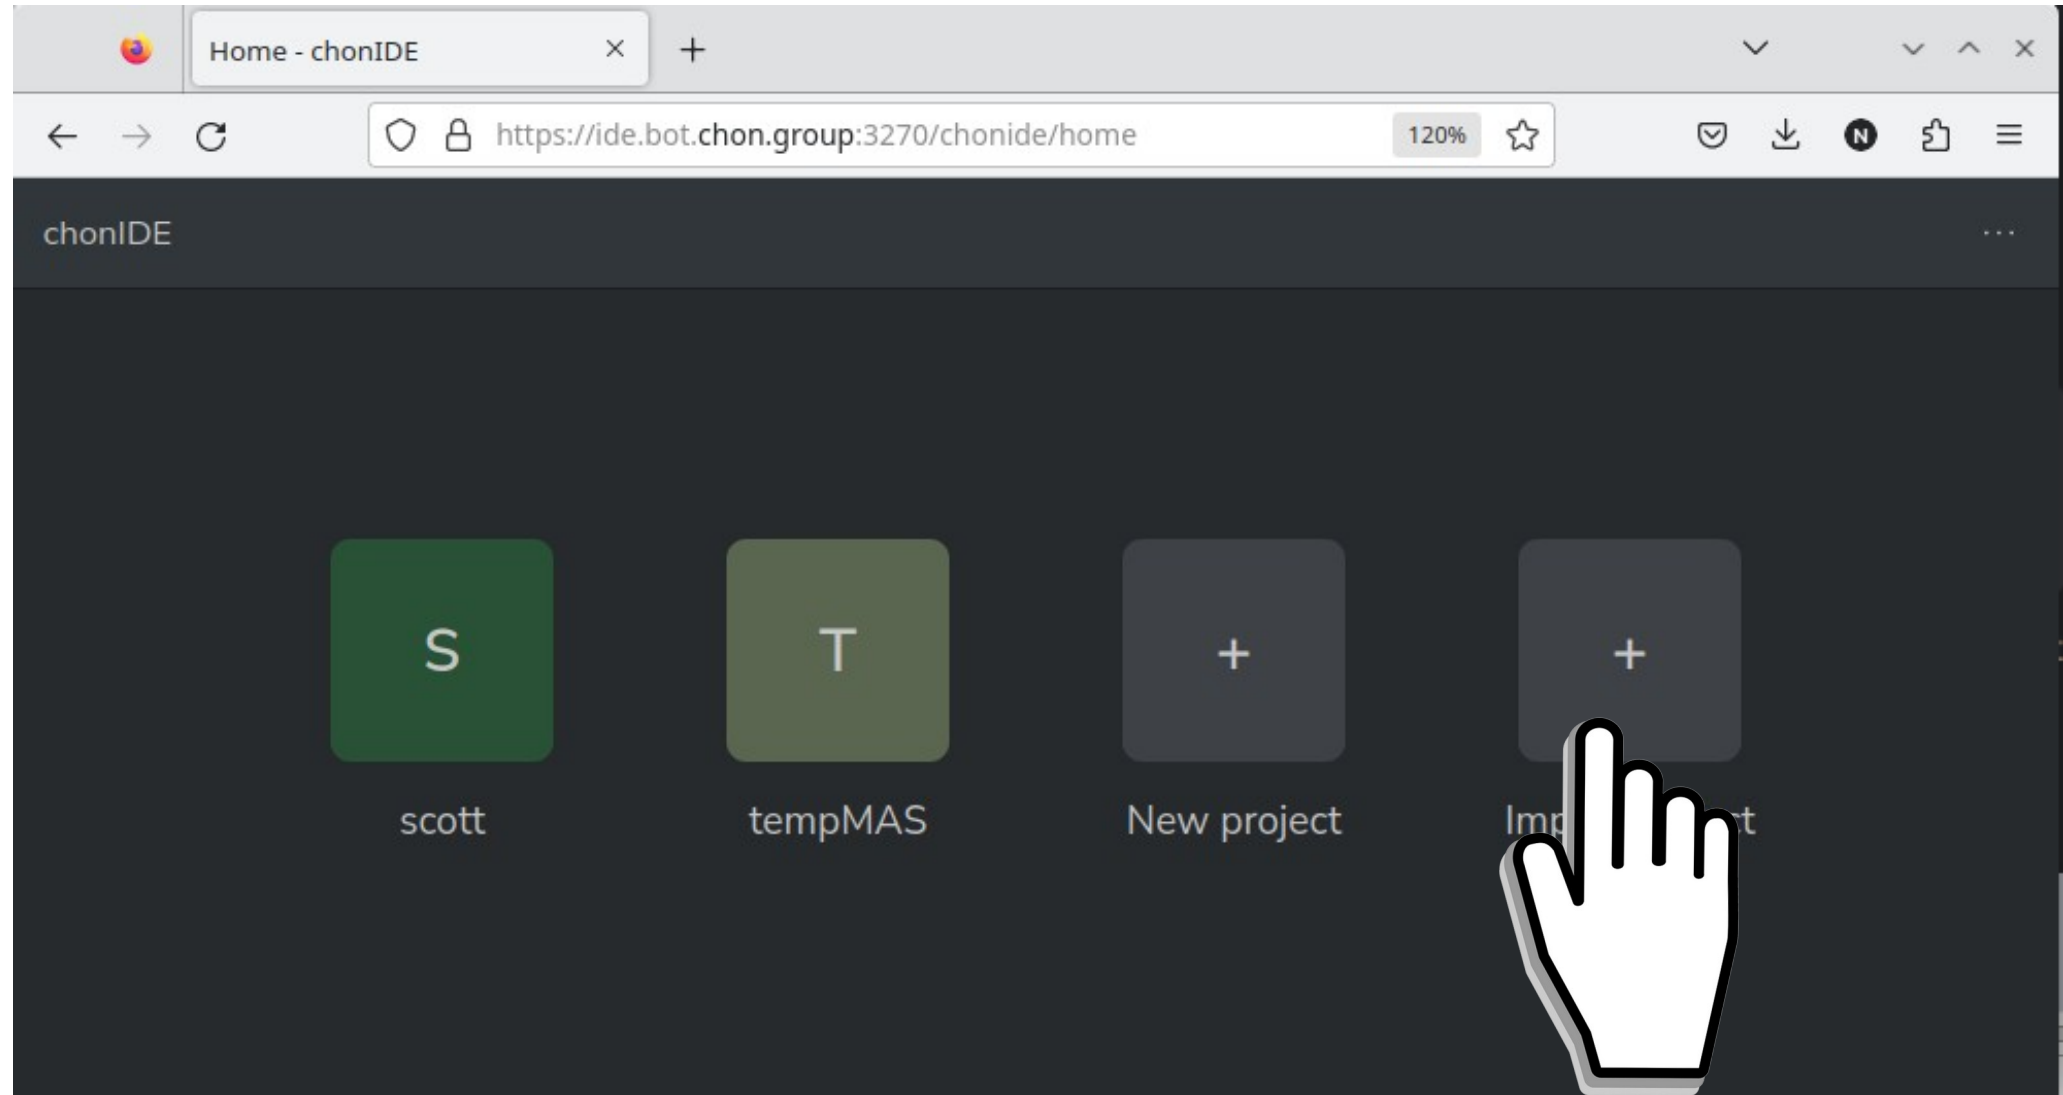 Home - chonIDE
https://ide.bot.chon.group:3270/chonide/home
120%
N
chonIDE
...
S
T
+
+
scott
tempMAS
New project